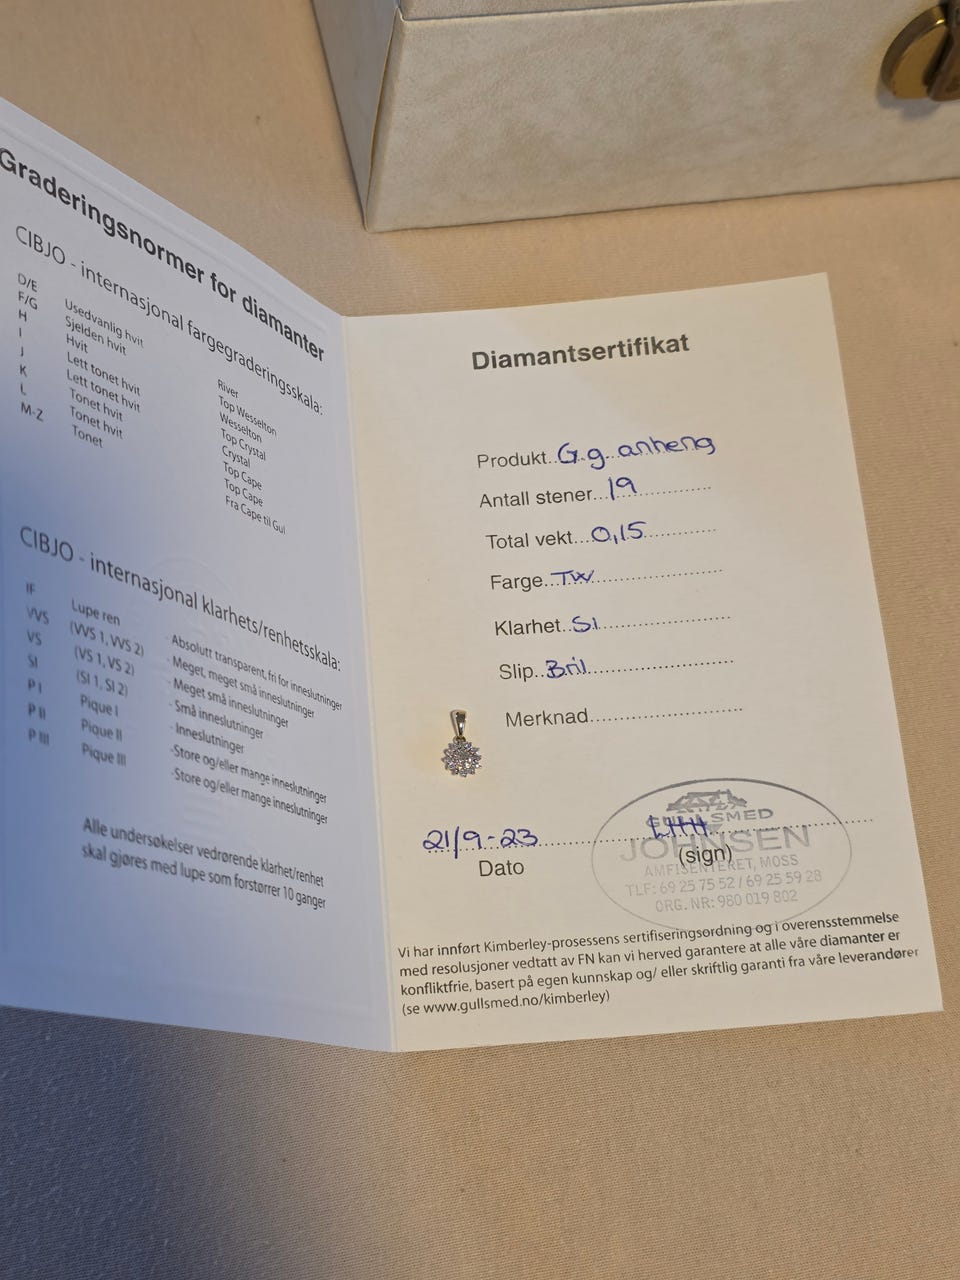 Graderingsnormer for diamanter
CIBJO - internasjonal fargegraderingsskala:
D/E Usedvanlig hvit River
F/G Sjelden hvit Top Wesselton
H Hvit Wesselton
I Lett tonet hvit Top Crystal
J Lett tonet hvit Crystal
K Tonet hvit Top Cape
L Tonet hvit Top Cape
M-Z Tonet Fra Cape til Gul
CIBJO - internasjonal klarhets/renhetsskala:
IF Lupe ren - Absolutt transparent, fri for inneslutninger
VVS (VVS 1, VVS 2) - Meget, meget små inneslutninger
VS (VS 1, VS 2) - Meget små inneslutninger
SI (SI 1, SI 2) - Små inneslutninger
P I Pique I - Inneslutninger
P II Pique II -Store og/eller mange inneslutninger
P III Pique III -Store og/eller mange inneslutninger
Alle undersøkelser vedrørende klarhet/renhet
skal gjøres med lupe som forstørrer 10 ganger
Diamantsertifikat
Produkt..G.g. anheng
Antall stener...19
Total vekt...0,15
Farge...TW
Klarhet..SI
Slip..Bril
Merknad
21/9-23
Dato
(sign)
GULLSMED
JOHNSEN
AMFISENTERET, MOSS
TLF: 69 25 75 52 / 69 25 59 28
ORG. NR: 980 019 802
Vi har innført Kimberley-prosessens sertifiseringsordning og i overensstemmelse
med resolusjoner vedtatt av FN kan vi herved garantere at alle våre diamanter er
konfliktfrie, basert på egen kunnskap og/ eller skriftlig garanti fra våre leverandører
(se www.gullsmed.no/kimberley)